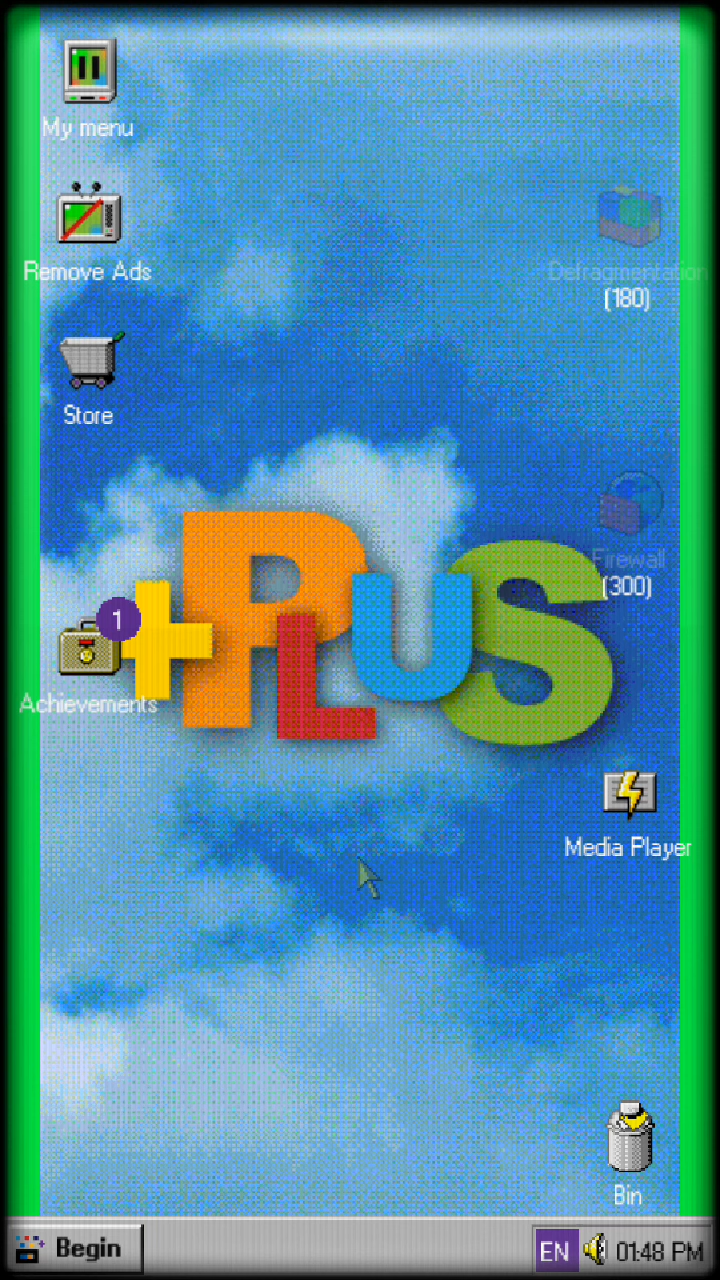 My menu
Remove Ads
Defragmentation
(180)
Store
+PLUS
Firewall
(300)
1
Achievements
Media Player
Bin
Begin
EN
01:48 PM